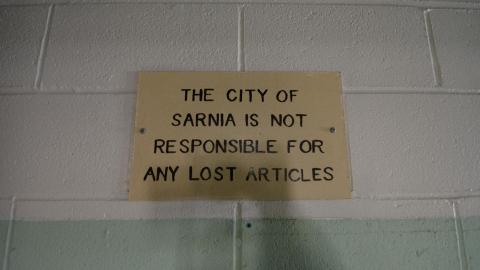 THE CITY OF
SARNIA IS NOT
RESPONSIBLE FOR
ANY LOST ARTICLES